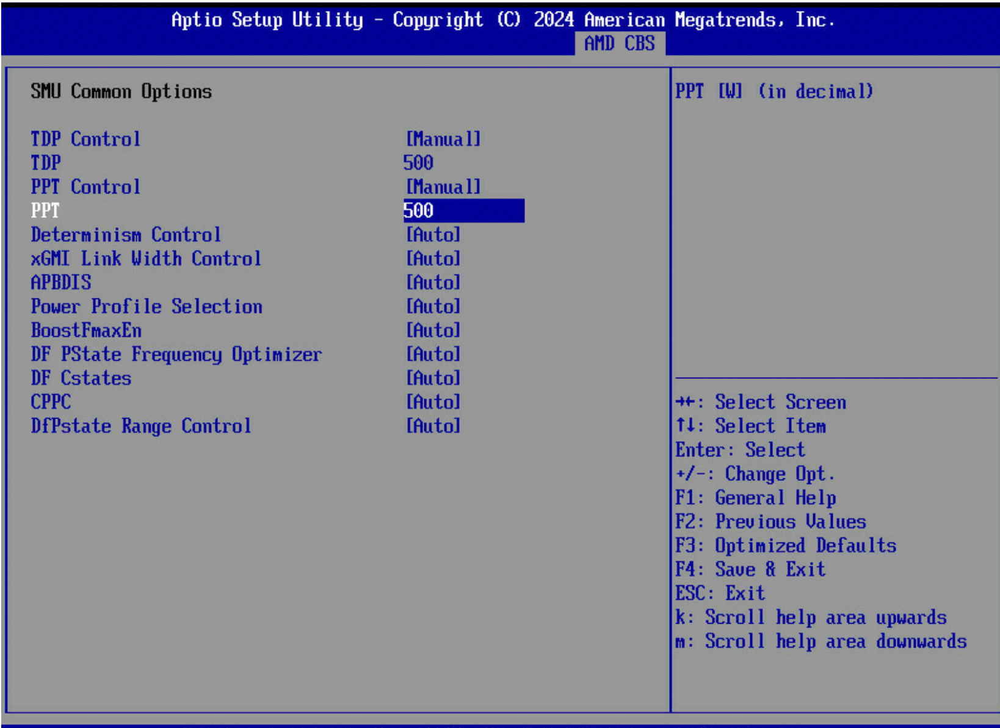 Aptio Setup Utility - Copyright (C) 2024 American Megatrends, Inc.
AMD CBS
SMU Common Options
TDP Control [Manual]
TDP 500
PPT Control [Manual]
PPT 500
Determinism Control [Auto]
xGMI Link Width Control [Auto]
APBDIS [Auto]
Power Profile Selection [Auto]
BoostFmaxEn [Auto]
DF PState Frequency Optimizer [Auto]
DF Cstates [Auto]
CPPC [Auto]
DfPstate Range Control [Auto]
PPT [W] (in decimal)
→←: Select Screen
↑↓: Select Item
Enter: Select
+/-: Change Opt.
F1: General Help
F2: Previous Values
F3: Optimized Defaults
F4: Save & Exit
ESC: Exit
k: Scroll help area upwards
m: Scroll help area downwards